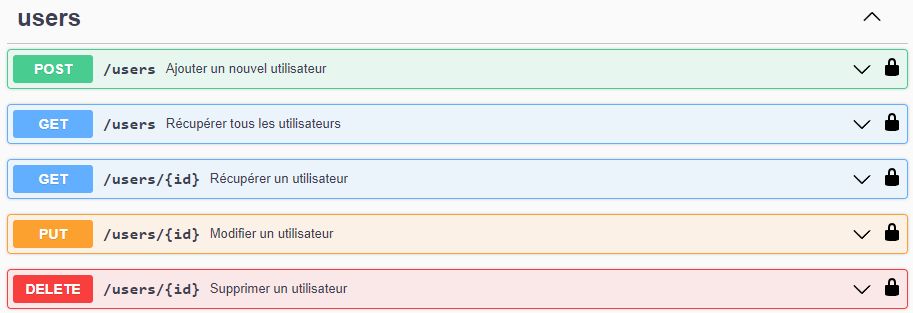 users
POST /users Ajouter un nouvel utilisateur
GET /users Récupérer tous les utilisateurs
GET /users/{id} Récupérer un utilisateur
PUT /users/{id} Modifier un utilisateur
DELETE /users/{id} Supprimer un utilisateur